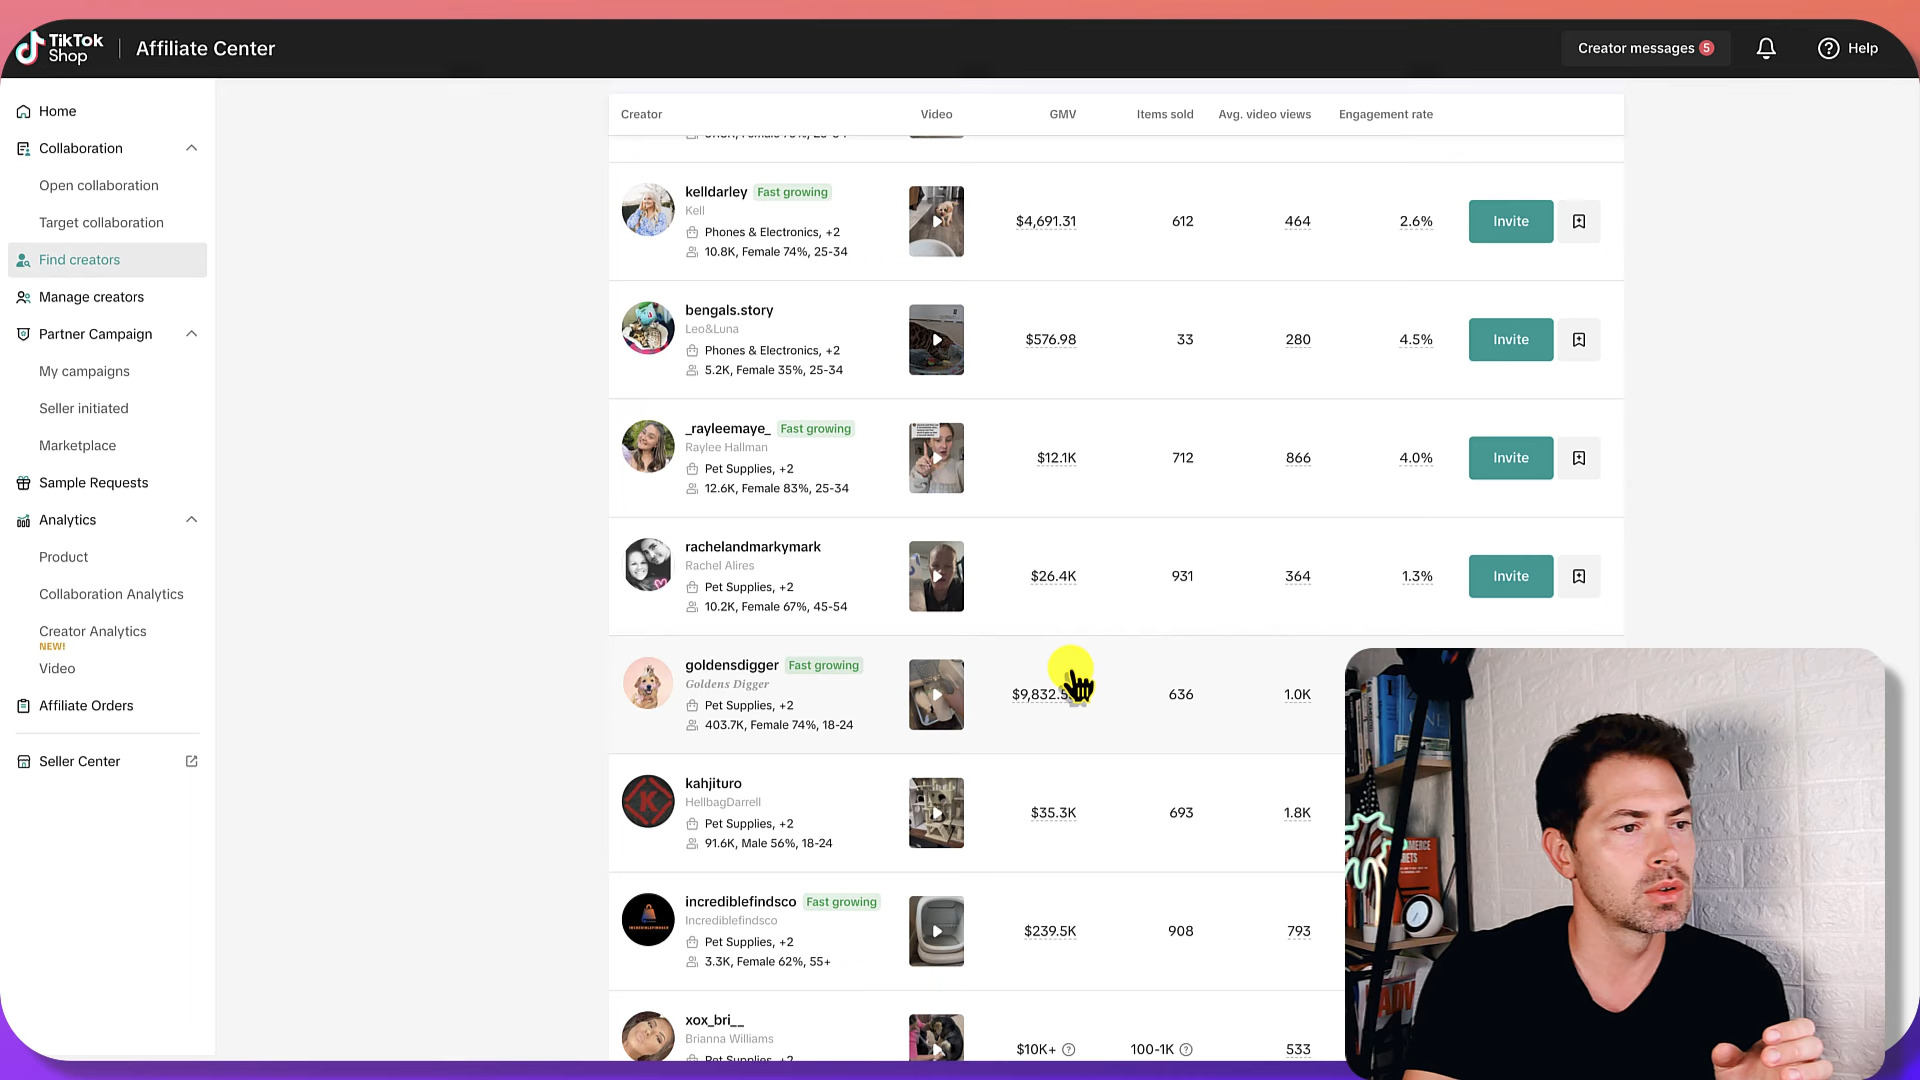 TikTok
Shop
Affiliate Center
Creator messages 5
Help
Home
Collaboration
Open collaboration
Target collaboration
Find creators
Manage creators
Partner Campaign
My campaigns
Seller initiated
Marketplace
Sample Requests
Analytics
Product
Collaboration Analytics
Creator Analytics
NEW!
Video
Affiliate Orders
Seller Center
Creator Video GMV Items sold Avg. video views Engagement rate
kelldarley Fast growing
Kell
Phones & Electronics, +2
10.8K, Female 74%, 25-34
$4,691.31 612 464 2.6% Invite
bengals.story
Leo&Luna
Phones & Electronics, +2
5.2K, Female 35%, 25-34
$576.98 33 280 4.5% Invite
_rayleemaye_ Fast growing
Raylee Hallman
Pet Supplies, +2
12.6K, Female 83%, 25-34
$12.1K 712 866 4.0% Invite
rachelandmarkymark
Rachel Alires
Pet Supplies, +2
10.2K, Female 67%, 45-54
$26.4K 931 364 1.3% Invite
goldensdigger Fast growing
Goldens Digger
Pet Supplies, +2
403.7K, Female 74%, 18-24
$9,832. 636 1.0K
kahjituro
HellbagDarrell
Pet Supplies, +2
91.6K, Male 56%, 18-24
$35.3K 693 1.8K
incrediblefindsco Fast growing
Incrediblefindsco
Pet Supplies, +2
3.3K, Female 62%, 55+
$239.5K 908 793
xox_bri__
Brianna Williams
Pet Supplies, +2
$10K+ 100-1K 533